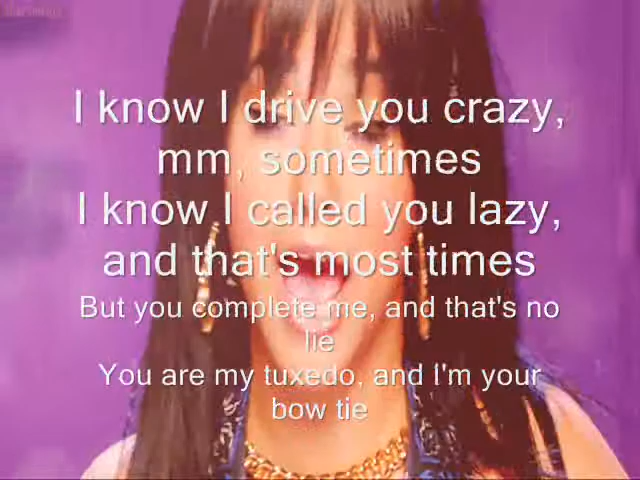 I know I drive you crazy,
mm, sometimes
I know I called you lazy,
and that's most times
But you complete me, and that's no
lie
You are my tuxedo, and I'm your
bow tie